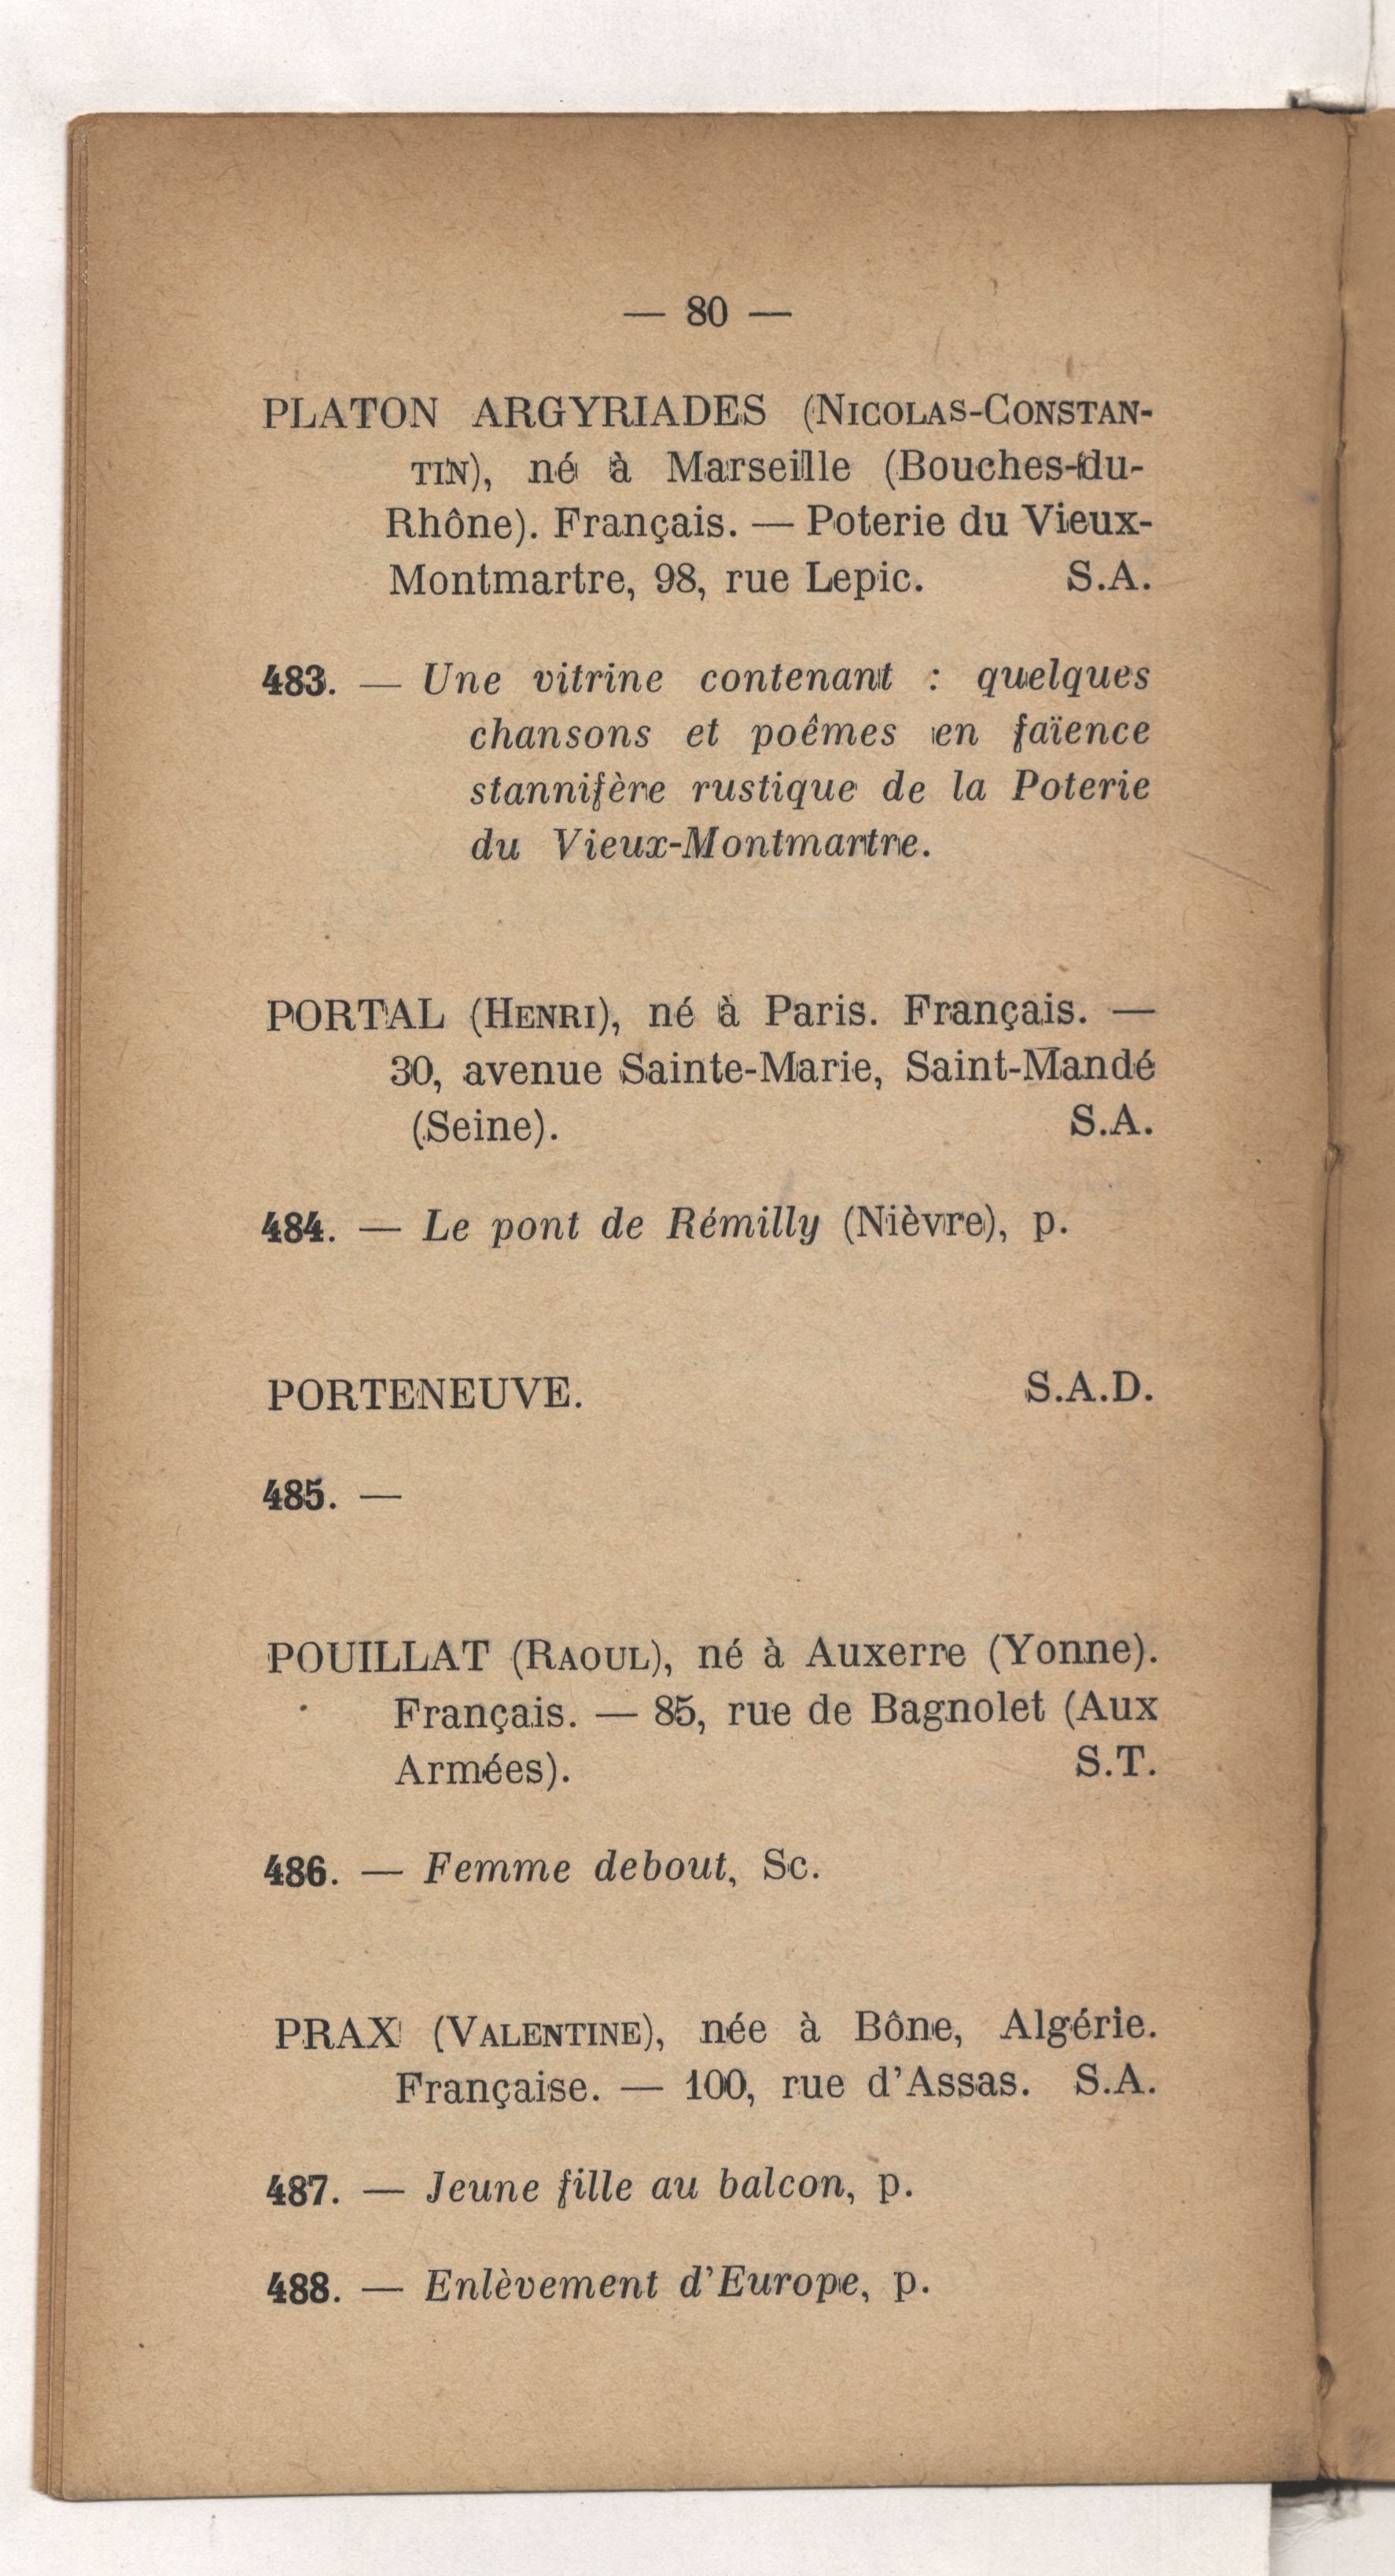 — 80 —
PLATON ARGYRIADES (NICOLAS-CONSTAN-
TIN), né à Marseille (Bouches-du-
Rhône). Français. — Poterie du Vieux-
Montmartre, 98, rue Lepic. S.A.
483. — Une vitrine contenant : quelques
chansons et poêmes en faïence
stannifère rustique de la Poterie
du Vieux-Montmartre.
PORTAL (HENRI), né à Paris. Français. —
30, avenue Sainte-Marie, Saint-Mandé
(Seine). S.A.
484. — Le pont de Rémilly (Nièvre), p.
PORTENEUVE. S.A.D.
485. —
POUILLAT (RAOUL), né à Auxerre (Yonne).
Français. — 85, rue de Bagnolet (Aux
Armées). S.T.
486. — Femme debout, Sc.
PRAX (VALENTINE), née à Bône, Algérie.
Française. — 100, rue d'Assas. S.A.
487. — Jeune fille au balcon, p.
488. — Enlèvement d'Europe, p.